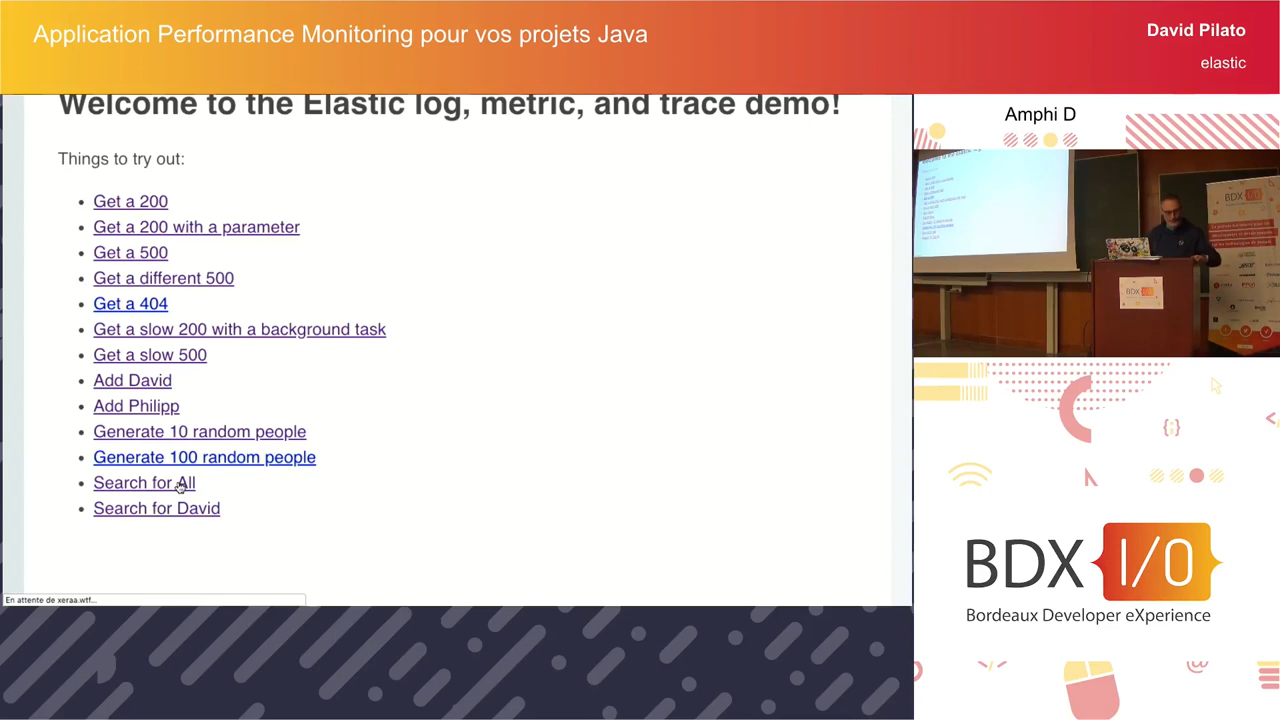 Application Performance Monitoring pour vos projets Java
David Pilato
elastic
Amphi D
Welcome to the Elastic log, metric, and trace demo!
Things to try out:
• Get a 200
• Get a 200 with a parameter
• Get a 500
• Get a different 500
• Get a 404
• Get a slow 200 with a background task
• Get a slow 500
• Add David
• Add Philipp
• Generate 10 random people
• Generate 100 random people
• Search for All
• Search for David
En attente de xeraa.wtf...
BDX I/O
BDX I/O
BDX I/O
Bordeaux Developer eXperience